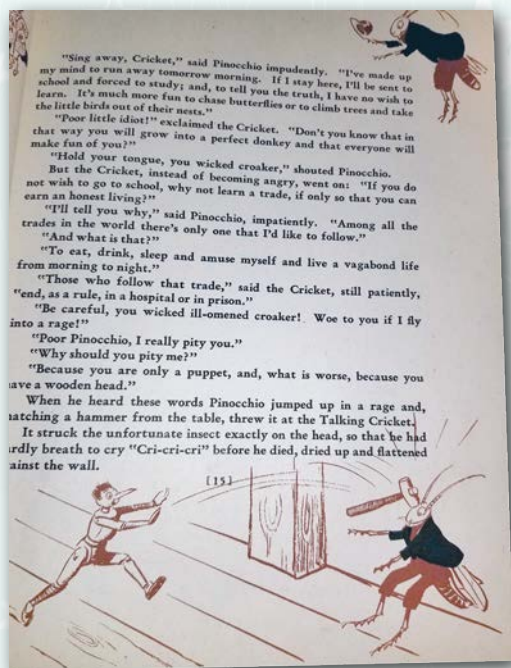 "Sing away, Cricket," said Pinocchio impudently. "I've made up
my mind to run away tomorrow morning. If I stay here, I'll be sent to
school and forced to study; and, to tell you the truth, I have no wish to
learn. It's much more fun to chase butterflies or to climb trees and take
the little birds out of their nests."
"Poor little idiot!" exclaimed the Cricket. "Don't you know that in
that way you will grow into a perfect donkey and that everyone will
make fun of you?"
"Hold your tongue, you wicked croaker," shouted Pinocchio.
But the Cricket, instead of becoming angry, went on: "If you do
not wish to go to school, why not learn a trade, if only so that you can
earn an honest living?"
"I'll tell you why," said Pinocchio, impatiently. "Among all the
trades in the world there's only one that I'd like to follow."
"And what is that?"
"To eat, drink, sleep and amuse myself and live a vagabond life
from morning to night."
"Those who follow that trade," said the Cricket, still patiently,
"end, as a rule, in a hospital or in prison."
"Be careful, you wicked ill-omened croaker! Woe to you if I fly
into a rage!"
"Poor Pinocchio, I really pity you."
"Why should you pity me?"
"Because you are only a puppet, and, what is worse, because you
ave a wooden head."
When he heard these words Pinocchio jumped up in a rage and,
natching a hammer from the table, threw it at the Talking Cricket.
It struck the unfortunate insect exactly on the head, so that he had
rdly breath to cry "Cri-cri-cri" before he died, dried up and flattened
ainst the wall.
[15]